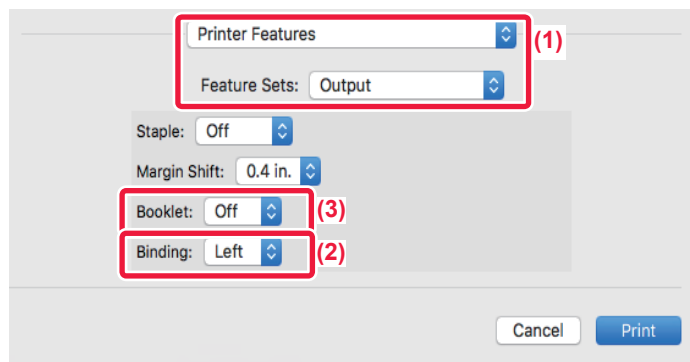 Printer Features (1)
Feature Sets: Output
Staple: Off
Margin Shift: 0.4 in.
Booklet: Off (3)
Binding: Left (2)
Cancel Print